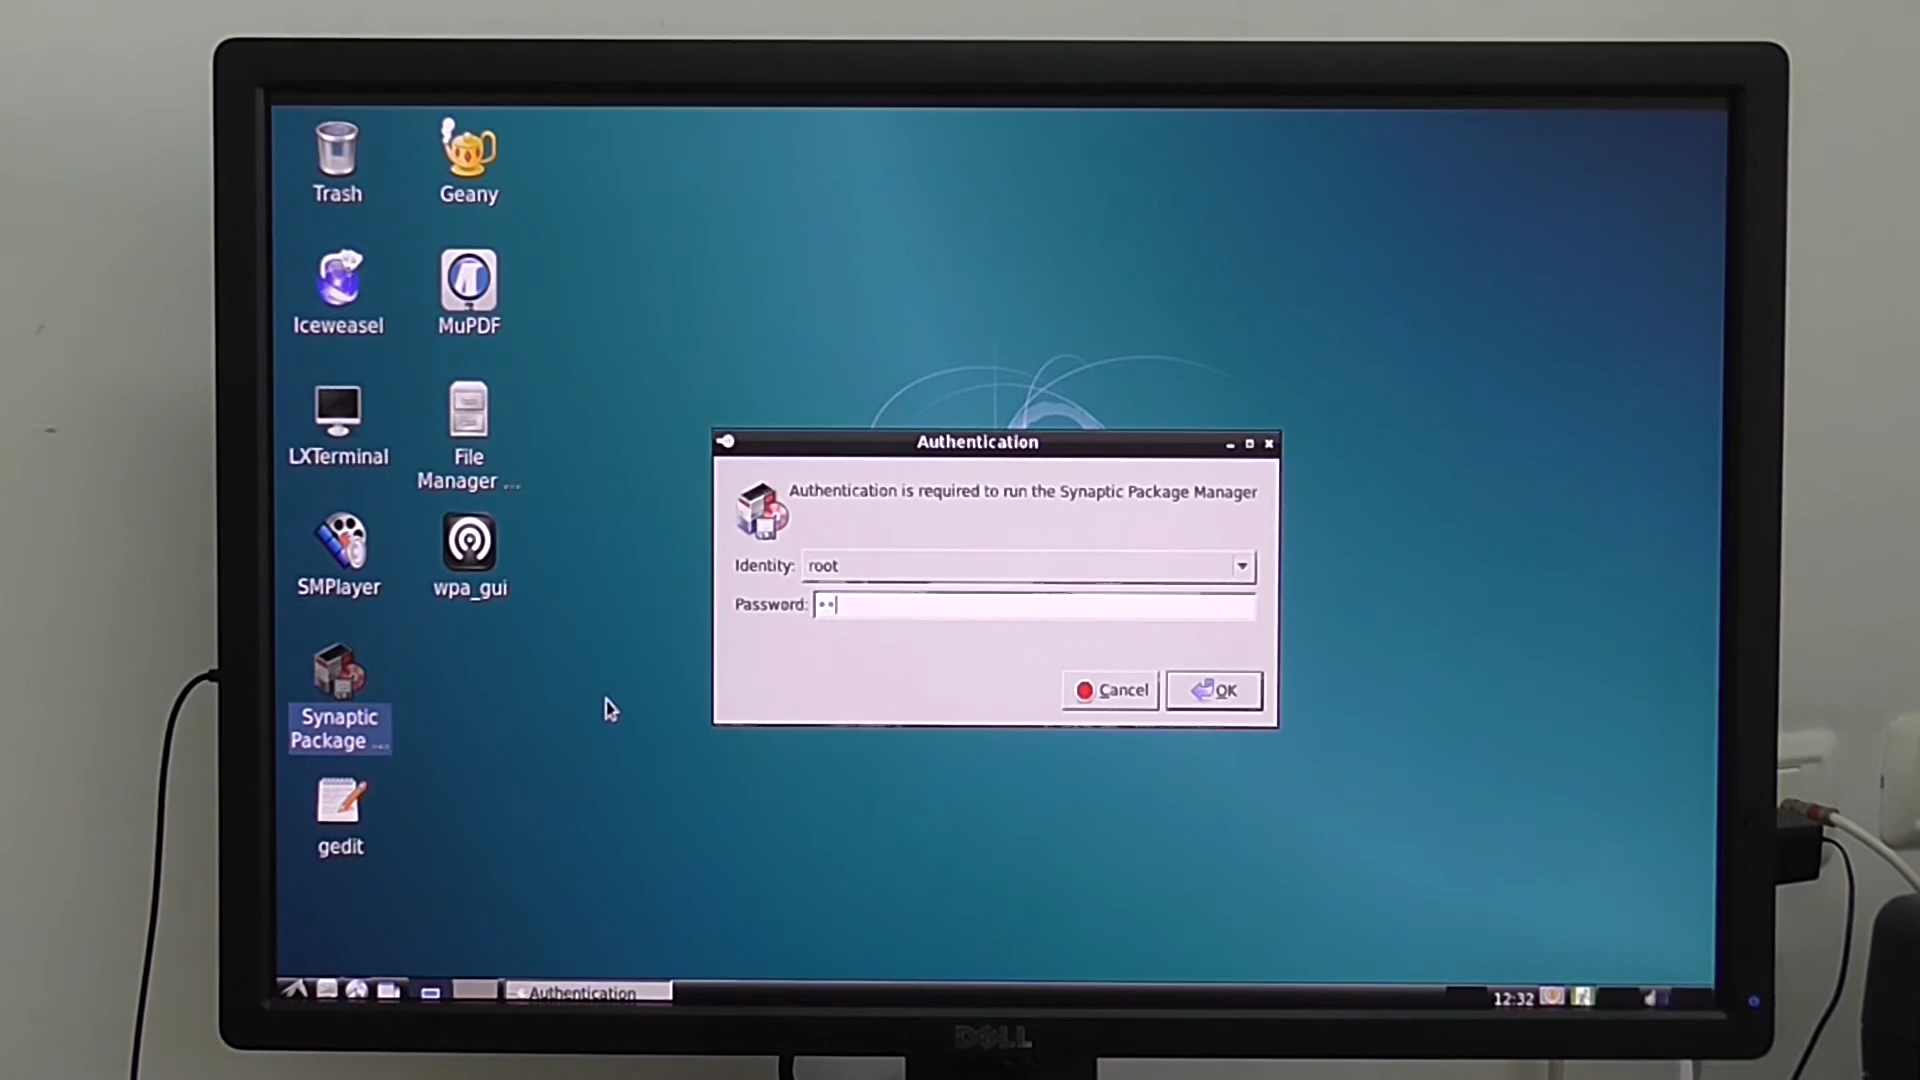 Trash
Geany
Iceweasel
MuPDF
LXTerminal
File
Manager ...
SMPlayer
wpa_gui
Synaptic
Package ...
gedit
Authentication
Authentication is required to run the Synaptic Package Manager
Identity: root
Password: ••
Cancel
OK
Authentication
12:32
DELL